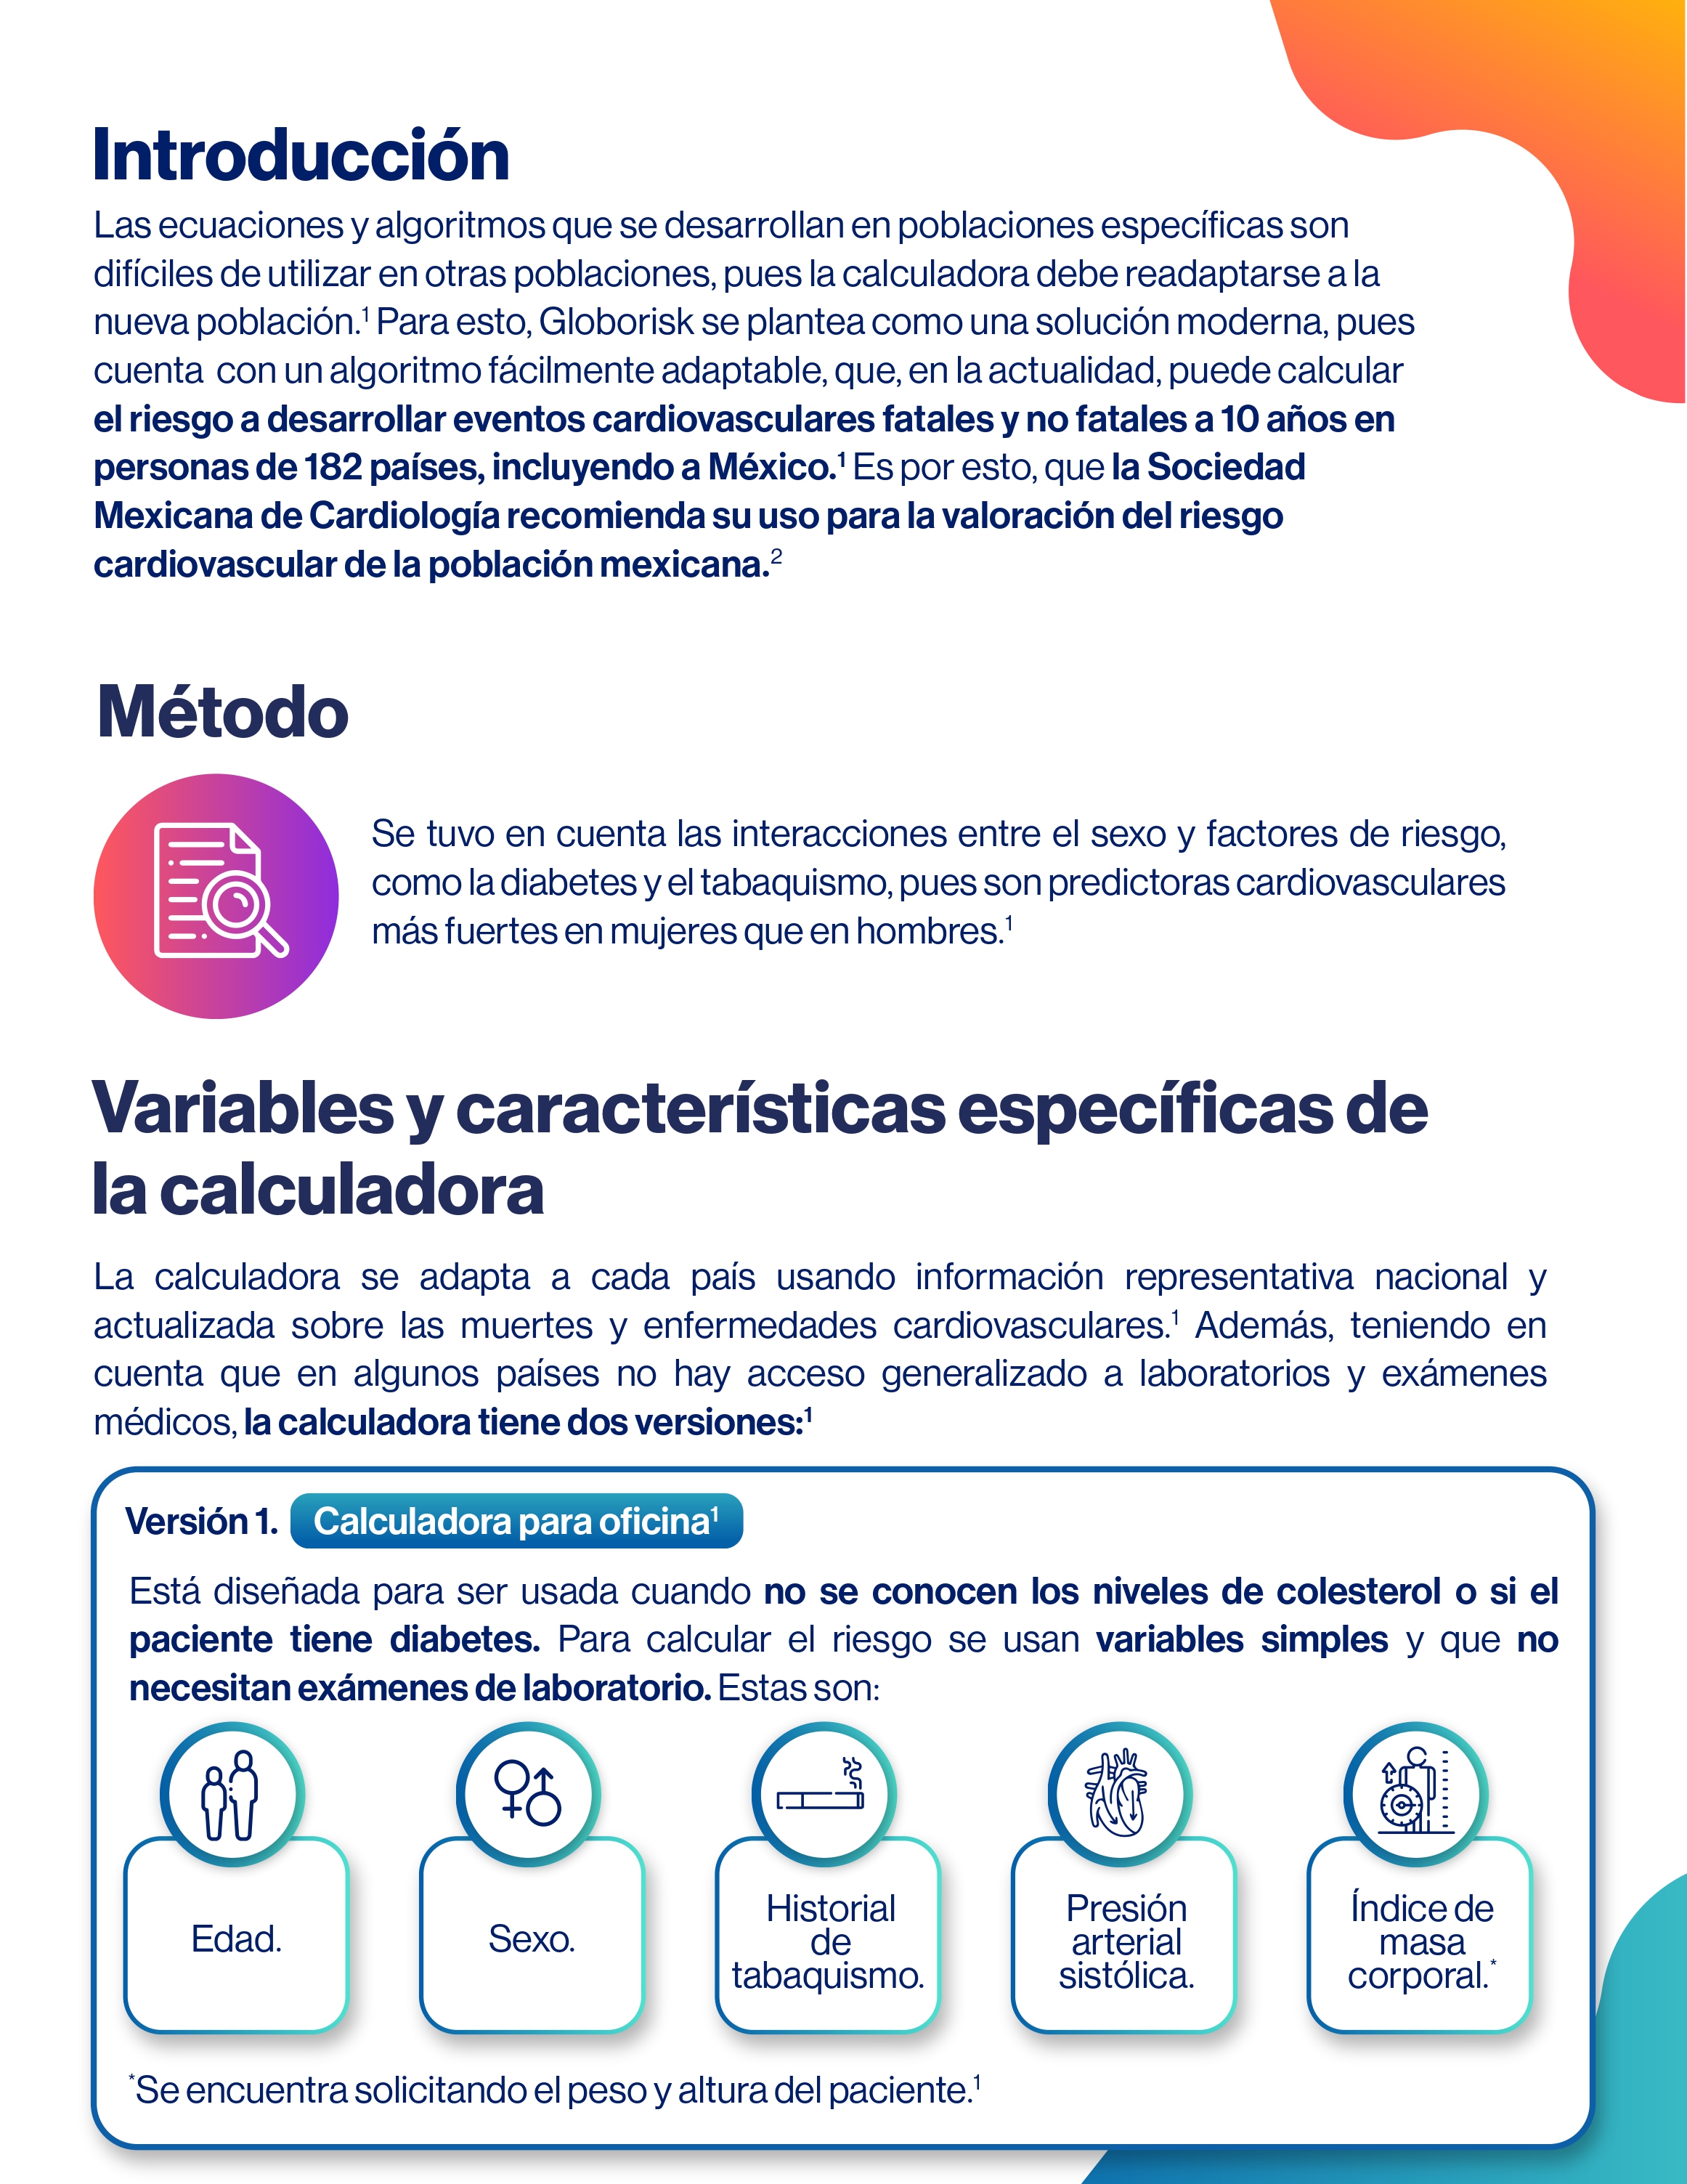 Introducción
Las ecuaciones y algoritmos que se desarrollan en poblaciones específicas son
difíciles de utilizar en otras poblaciones, pues la calculadora debe readaptarse a la
nueva población.¹ Para esto, Globorisk se plantea como una solución moderna, pues
cuenta con un algoritmo fácilmente adaptable, que, en la actualidad, puede calcular
el riesgo a desarrollar eventos cardiovasculares fatales y no fatales a 10 años en
personas de 182 países, incluyendo a México.¹ Es por esto, que la Sociedad
Mexicana de Cardiología recomienda su uso para la valoración del riesgo
cardiovascular de la población mexicana.²
Método
Se tuvo en cuenta las interacciones entre el sexo y factores de riesgo,
como la diabetes y el tabaquismo, pues son predictoras cardiovasculares
más fuertes en mujeres que en hombres.¹
Variables y características específicas de
la calculadora
La calculadora se adapta a cada país usando información representativa nacional y
actualizada sobre las muertes y enfermedades cardiovasculares.¹ Además, teniendo en
cuenta que en algunos países no hay acceso generalizado a laboratorios y exámenes
médicos, la calculadora tiene dos versiones:¹
Versión 1. Calculadora para oficina¹
Está diseñada para ser usada cuando no se conocen los niveles de colesterol o si el
paciente tiene diabetes. Para calcular el riesgo se usan variables simples y que no
necesitan exámenes de laboratorio. Estas son:
Edad.
Sexo.
Historial
de
tabaquismo.
Presión
arterial
sistólica.
Índice de
masa
corporal.*
*Se encuentra solicitando el peso y altura del paciente.¹